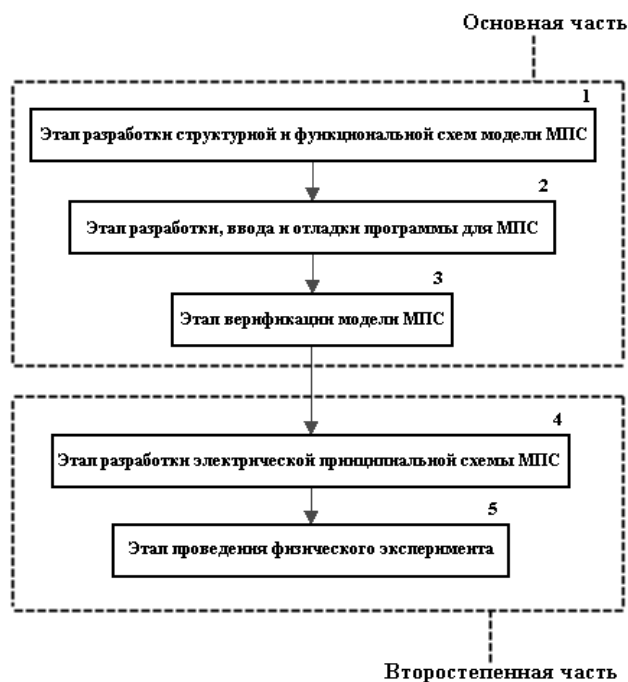 Основная часть
1
Этап разработки структурной и функциональной схем модели МПС
2
Этап разработки, ввода и отладки программы для МПС
3
Этап верификации модели МПС
4
Этап разработки электрической принципиальной схемы МПС
5
Этап проведения физического эксперимента
Второстепенная часть